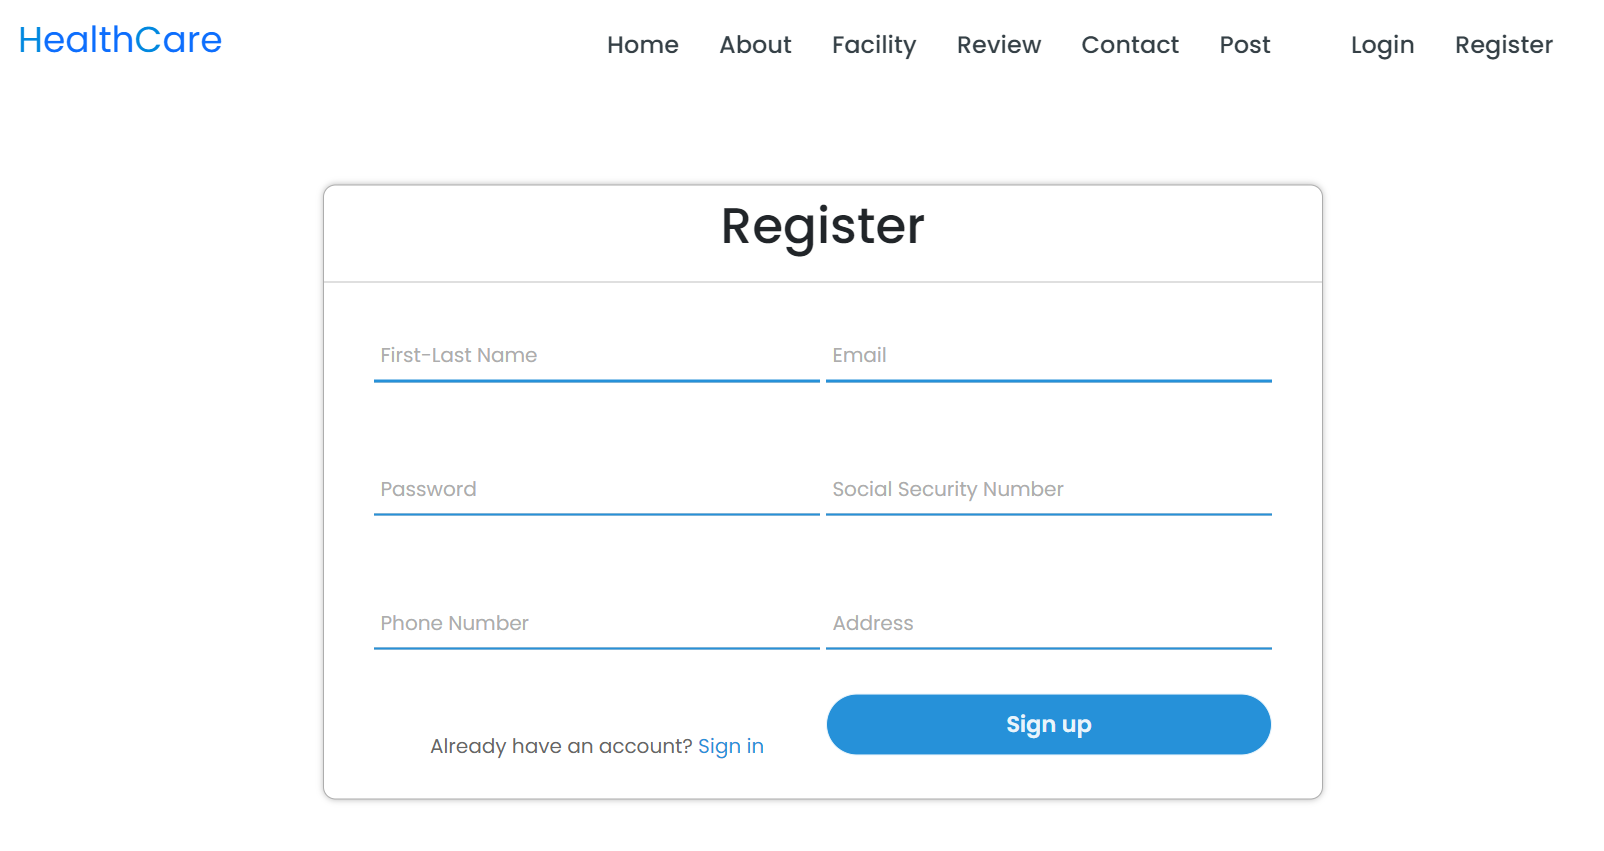 HealthCare
Home About Facility Review Contact Post Login Register
Register
First-Last Name Email
Password Social Security Number
Phone Number Address
Sign up
Already have an account? Sign in